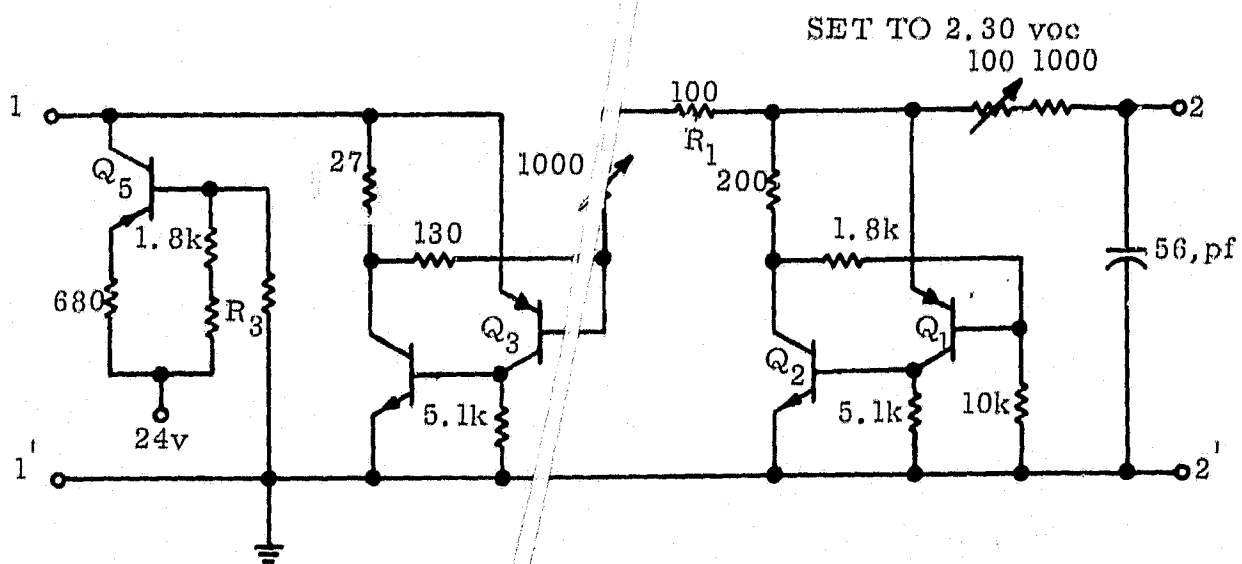 SET TO 2.30 voc
100 1000
1
100
2
Q5
27
1000
R1
200
1.8k
130
1.8k
56,pf
680
R3
Q3
Q1
Q2
5.1k
5.1k
10k
24v
1'
2'